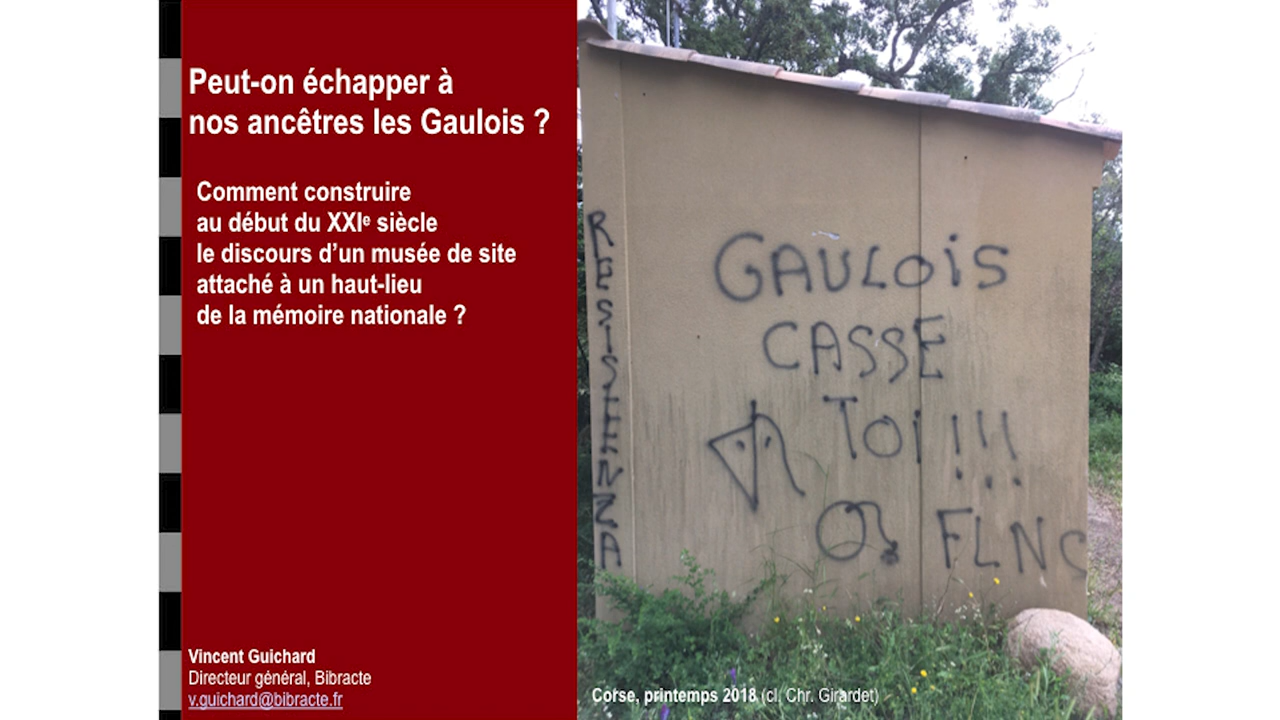 Peut-on échapper à
nos ancêtres les Gaulois ?
Comment construire
au début du XXIe siècle
le discours d’un musée de site
attaché à un haut-lieu
de la mémoire nationale ?
Vincent Guichard
Directeur général, Bibracte
v.guichard@bibracte.fr
RESISTENZA
GAULOiS
CASSE
Toi !!!
FLNC
Corse, printemps 2018 (cl. Chr. Girardet)